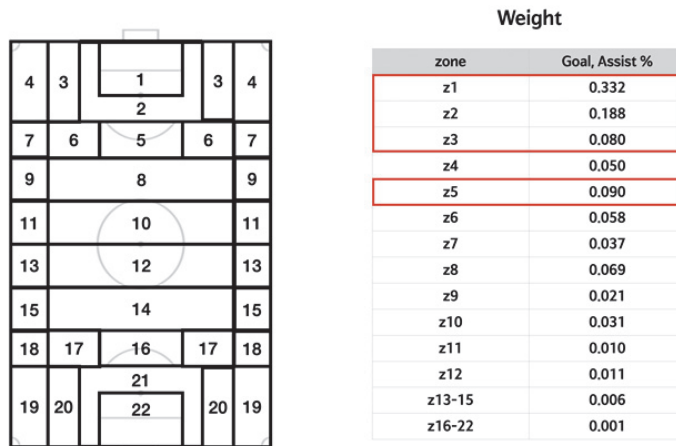 Weight
4 3 1 3 4
2
7 6 5 6 7
9 8 9
11 10 11
13 12 13
15 14 15
18 17 16 17 18
21
19 20 22 20 19
zone Goal, Assist %
z1 0.332
z2 0.188
z3 0.080
z4 0.050
z5 0.090
z6 0.058
z7 0.037
z8 0.069
z9 0.021
z10 0.031
z11 0.010
z12 0.011
z13-15 0.006
z16-22 0.001